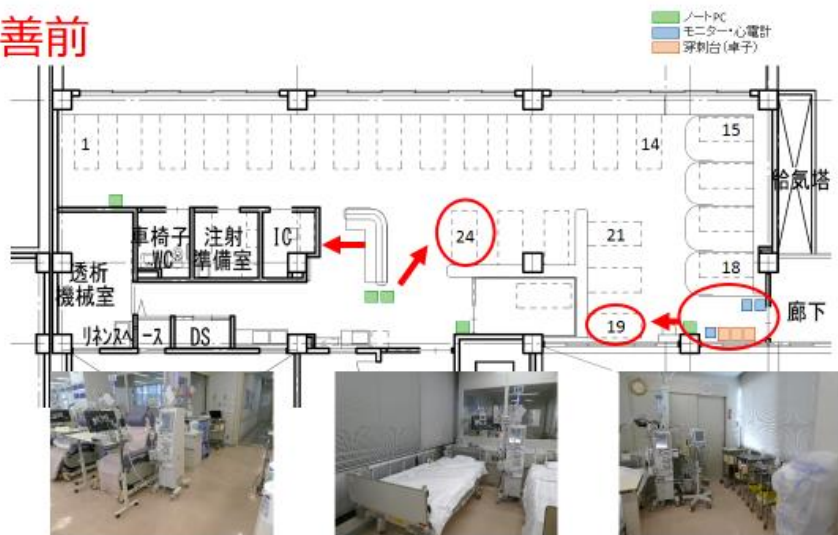 善前
ノートPC
モニター・心電計
穿刺台(卓子)
1
14
15
給気塔
車椅子
WC
注射
準備室
IC
24
21
18
透析
機械室
廊下
19
リネンスペース
DS